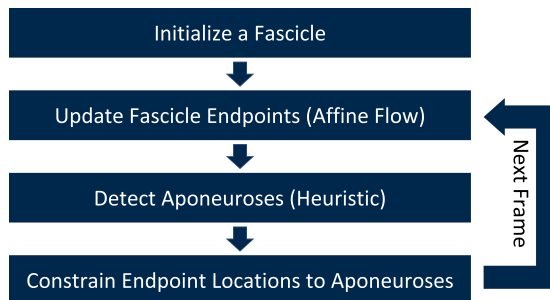 Initialize a Fascicle
Update Fascicle Endpoints (Affine Flow)
Detect Aponeuroses (Heuristic)
Constrain Endpoint Locations to Aponeuroses
Next Frame